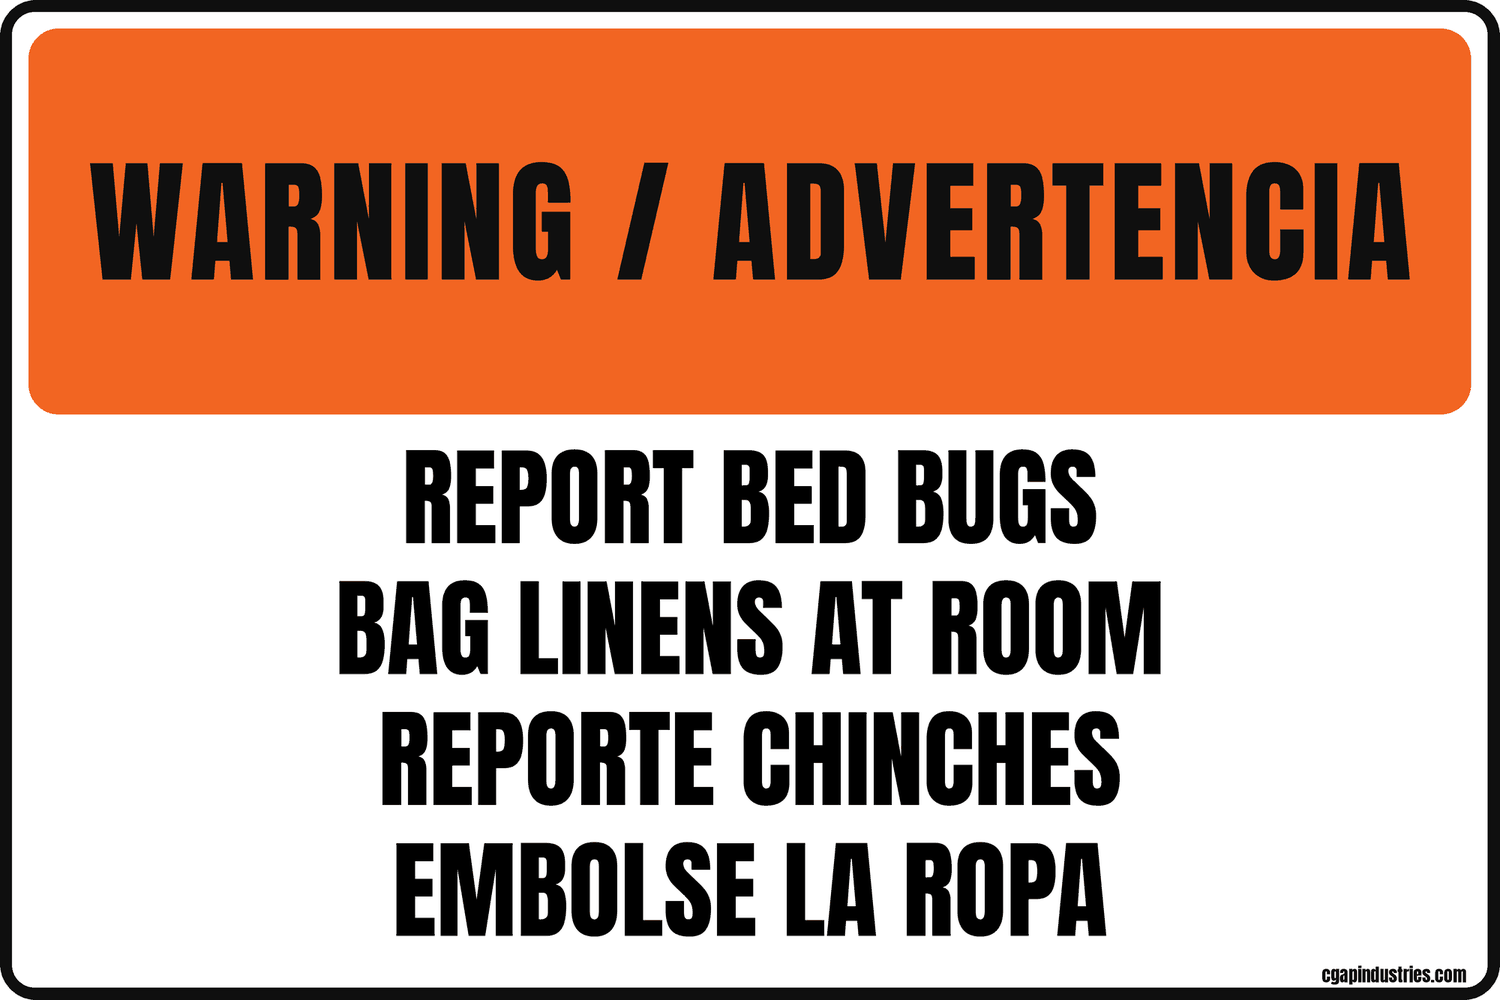 WARNING / ADVERTENCIA
REPORT BED BUGS
BAG LINENS AT ROOM
REPORTE CHINCHES
EMBOLSE LA ROPA
cgapindustries.com